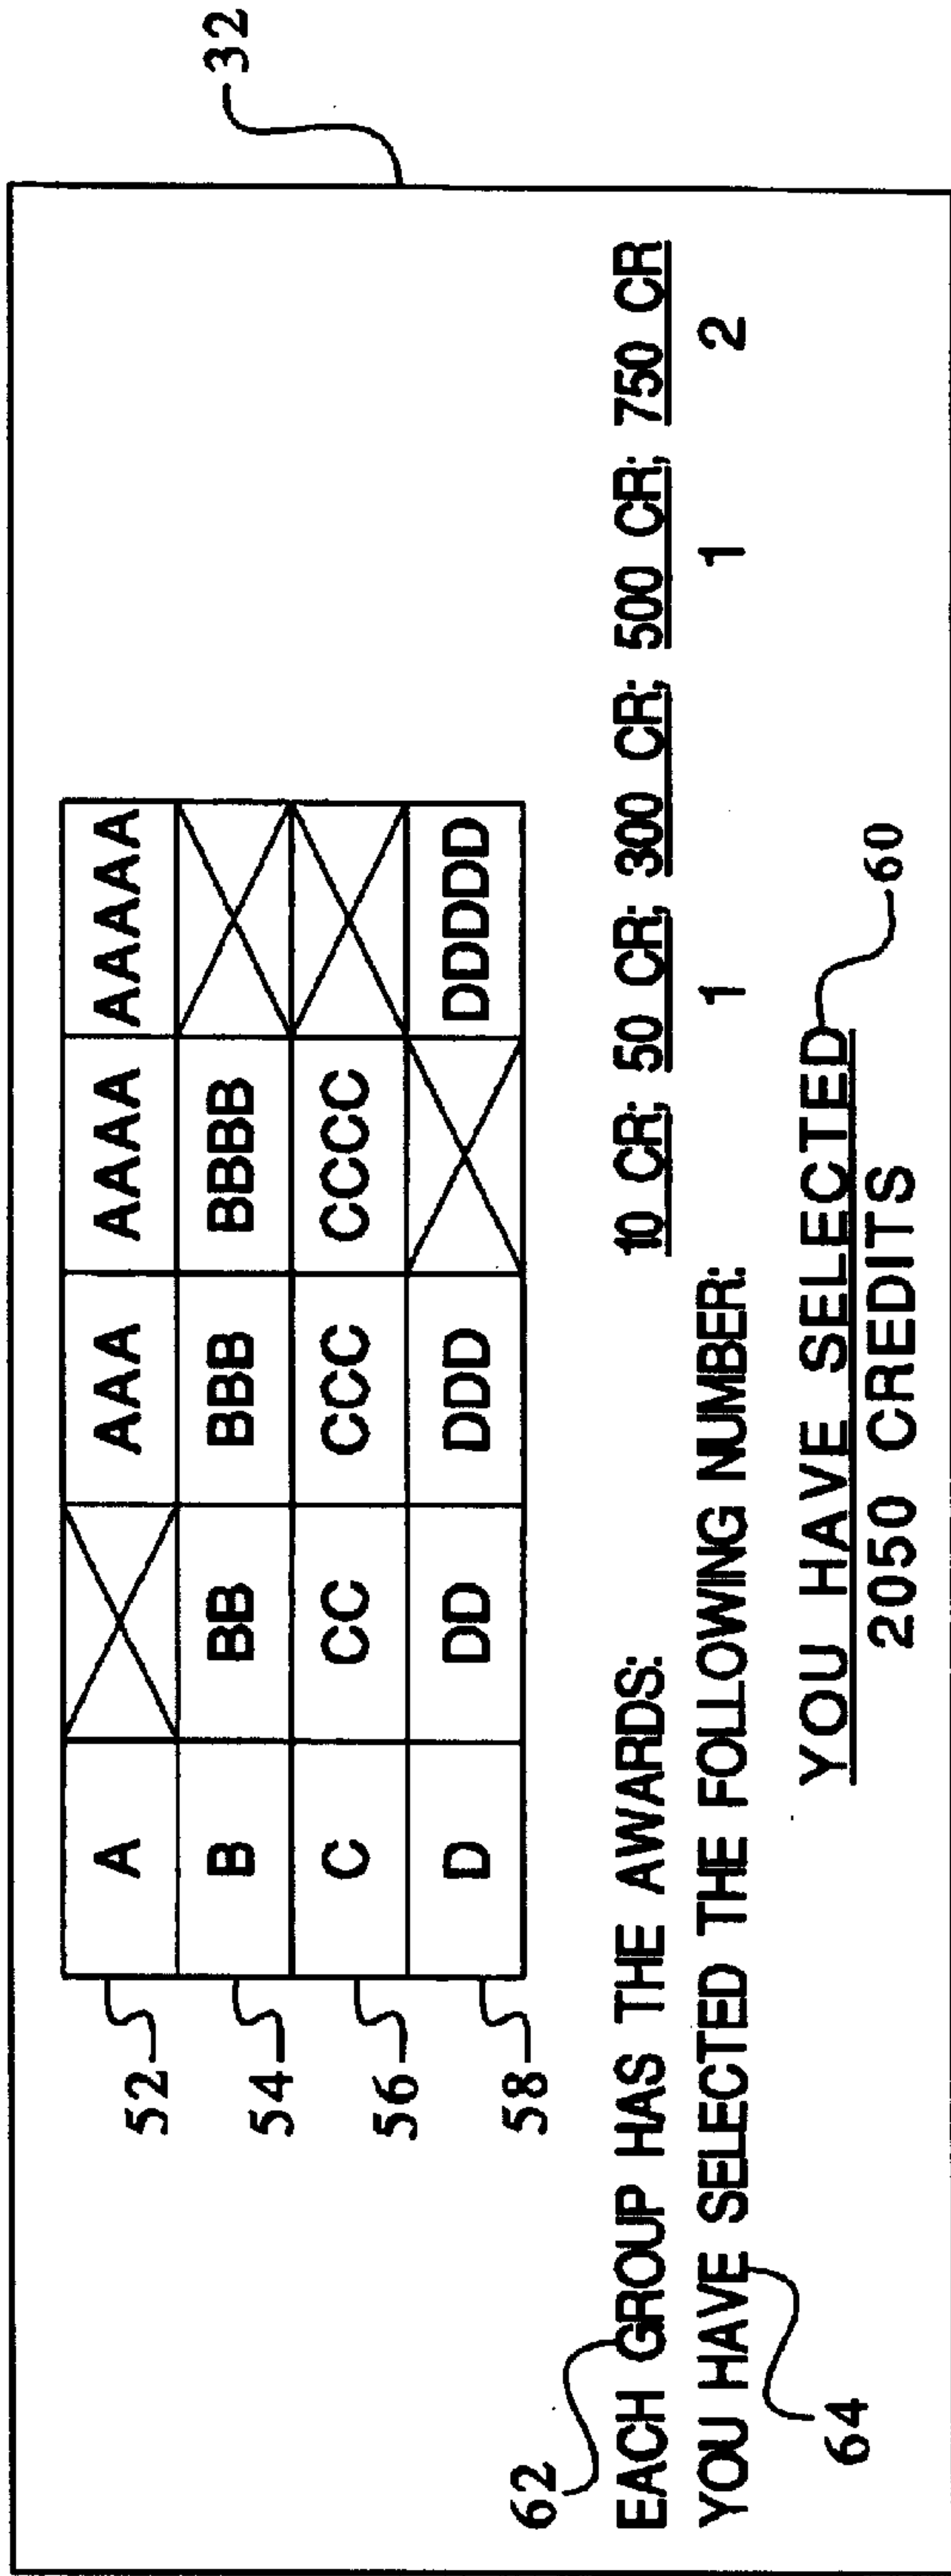 32
52 A AAA AAAA AAAAA
54 B BB BBB BBBB
56 C CC CCC CCCC
58 D DD DDD DDDDD
62
EACH GROUP HAS THE AWARDS: 10 CR; 50 CR; 300 CR; 500 CR; 750 CR
YOU HAVE SELECTED THE FOLLOWING NUMBER: 1 1 2
64
YOU HAVE SELECTED 60
2050 CREDITS